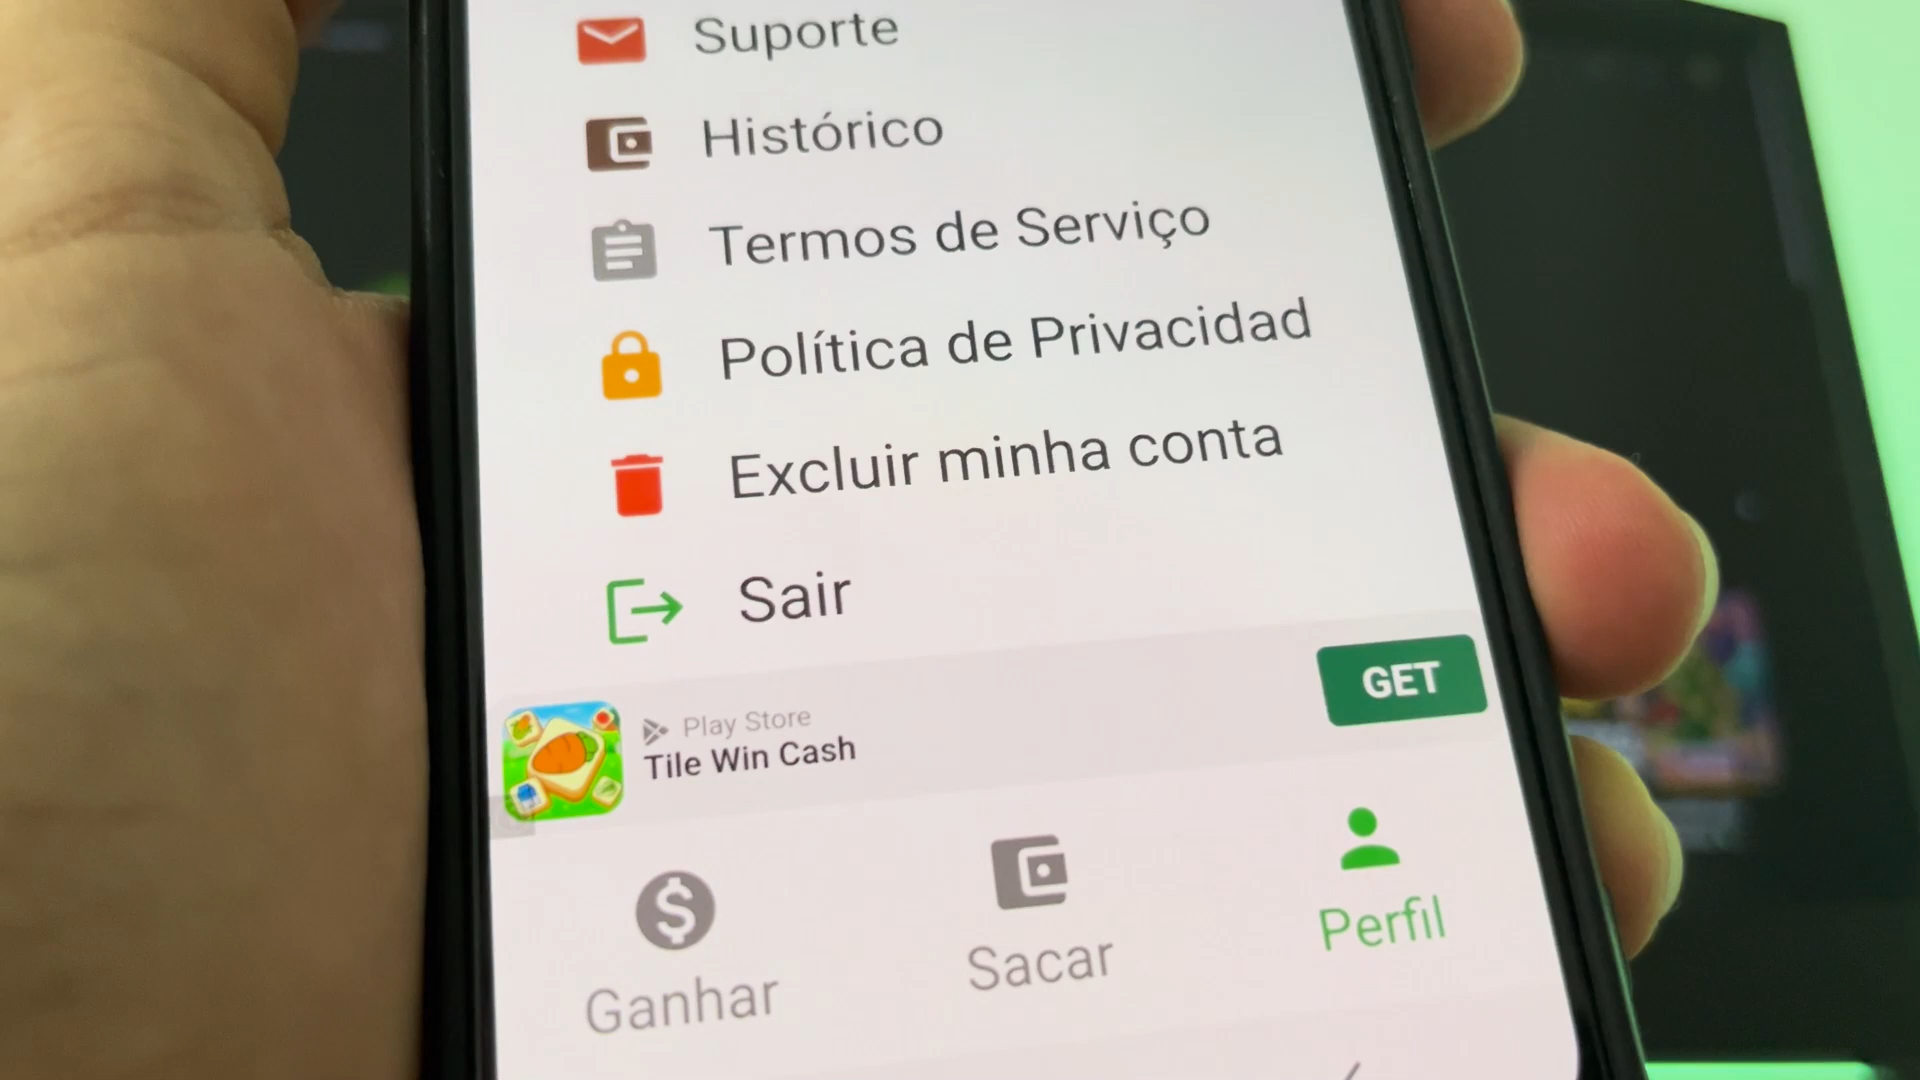 Suporte
Histórico
Termos de Serviço
Política de Privacidad
Excluir minha conta
Sair
Play Store
Tile Win Cash
GET
Ganhar
Sacar
Perfil